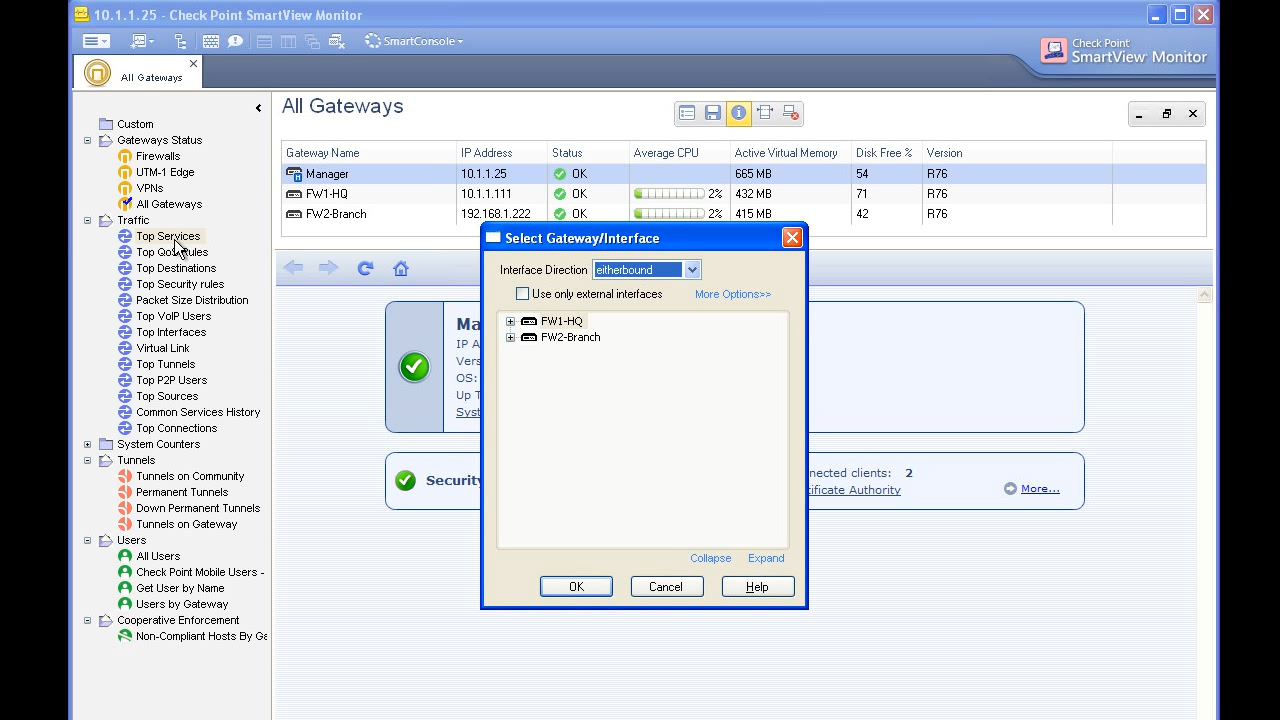 10.1.1.25 - Check Point SmartView Monitor
SmartConsole
Check Point
SmartView Monitor
All Gateways
Custom
Gateways Status
Firewalls
UTM-1 Edge
VPNs
All Gateways
Traffic
Top Services
Top QoS rules
Top Destinations
Top Security rules
Packet Size Distribution
Top VoIP Users
Top Interfaces
Virtual Link
Top Tunnels
Top P2P Users
Top Sources
Common Services History
Top Connections
System Counters
Tunnels
Tunnels on Community
Permanent Tunnels
Down Permanent Tunnels
Tunnels on Gateway
Users
All Users
Check Point Mobile Users -
Get User by Name
Users by Gateway
Cooperative Enforcement
Non-Compliant Hosts By Ga
All Gateways
Gateway Name IP Address Status Average CPU Active Virtual Memory Disk Free % Version
Manager 10.1.1.25 OK 665 MB 54 R76
FW1-HQ 10.1.1.111 OK 2% 432 MB 71 R76
FW2-Branch 192.168.1.222 OK 2% 415 MB 42 R76
Ma
IP A
Vers
OS:
Up T
Syst
Security
nected clients: 2
tificate Authority
More...
Select Gateway/Interface
Interface Direction eitherbound
Use only external interfaces More Options>>
FW1-HQ
FW2-Branch
Collapse Expand
OK Cancel Help